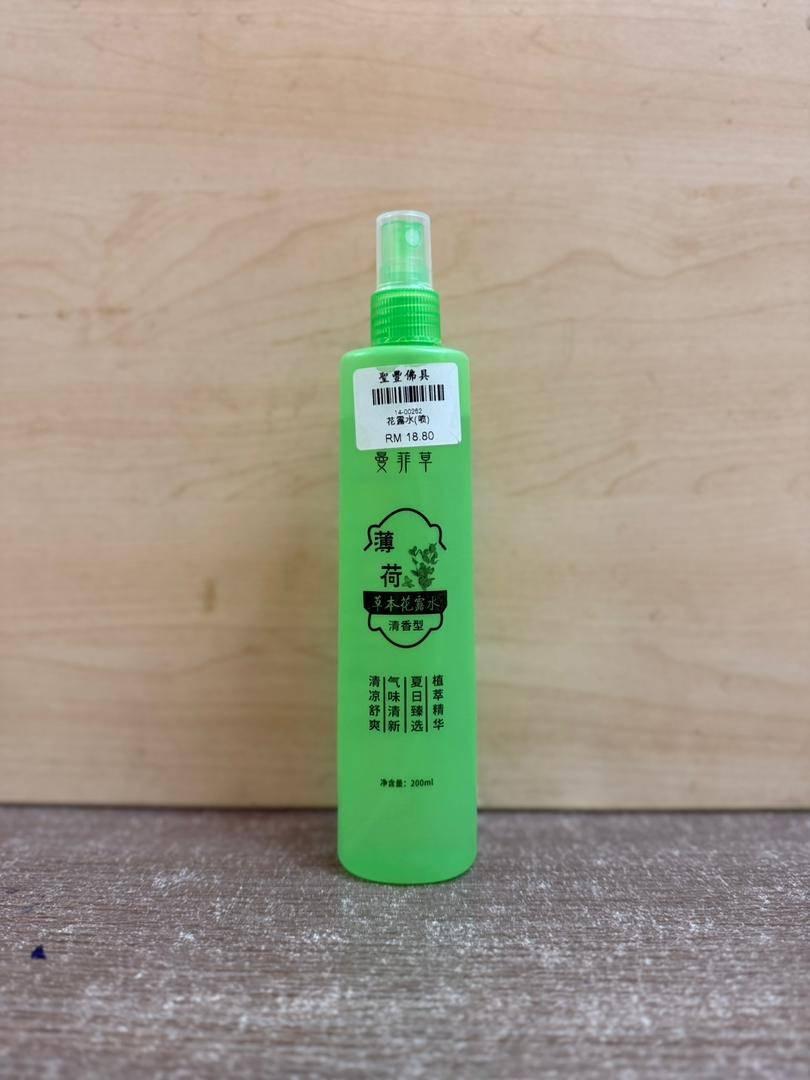 聖豐佛具
14-00262
花露水(喷)
RM 18.80
曼菲草
薄荷
草本花露水
清香型
植萃精华
夏日臻选
气味清新
清凉舒爽
净含量：200ml